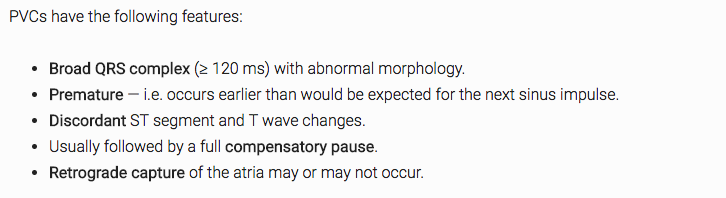 PVCs have the following features:
• Broad QRS complex (≥ 120 ms) with abnormal morphology.
• Premature — i.e. occurs earlier than would be expected for the next sinus impulse.
• Discordant ST segment and T wave changes.
• Usually followed by a full compensatory pause.
• Retrograde capture of the atria may or may not occur.